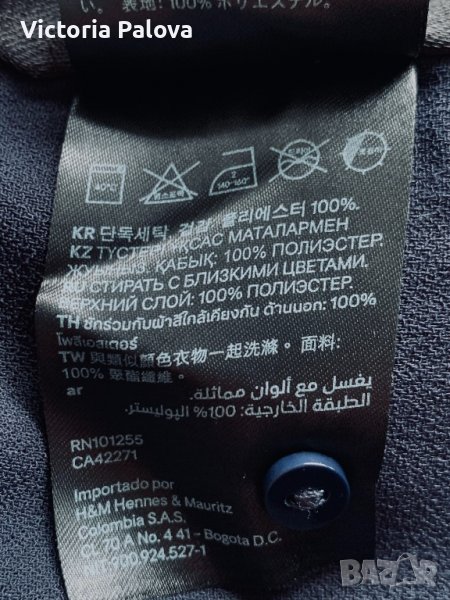 Victoria Palova
い。表地: 100% ポリエステル。
2
140-160°
KR 단독세탁. 겉감: 폴리에스터 100%.
KZ ТҮСТЕРІ ҰҚСАС МАТАЛАРМЕН
ЖУЫҢЫЗ. ҚАБЫҚ: 100% ПОЛИЭСТЕР.
RU СТИРАТЬ С БЛИЗКИМИ ЦВЕТАМИ.
ВЕРХНИЙ СЛОЙ: 100% ПОЛИЭСТЕР.
TH ซักร่วมกับผ้าสีใกล้เคียงกัน ด้านนอก: 100%
โพลีเอสเตอร์
TW 與類似顏色衣物一起洗滌。面料:
100% 聚酯纖維。
ar يغسل مع ألوان مماثلة.
الطبقة الخارجية: 100% البوليستر.
RN101255
CA42271
Importado por
H&M Hennes & Mauritz
Colombia S.A.S.
CL 70 A No. 4 41 - Bogota D.C.
900.924.527-1
BAZAR